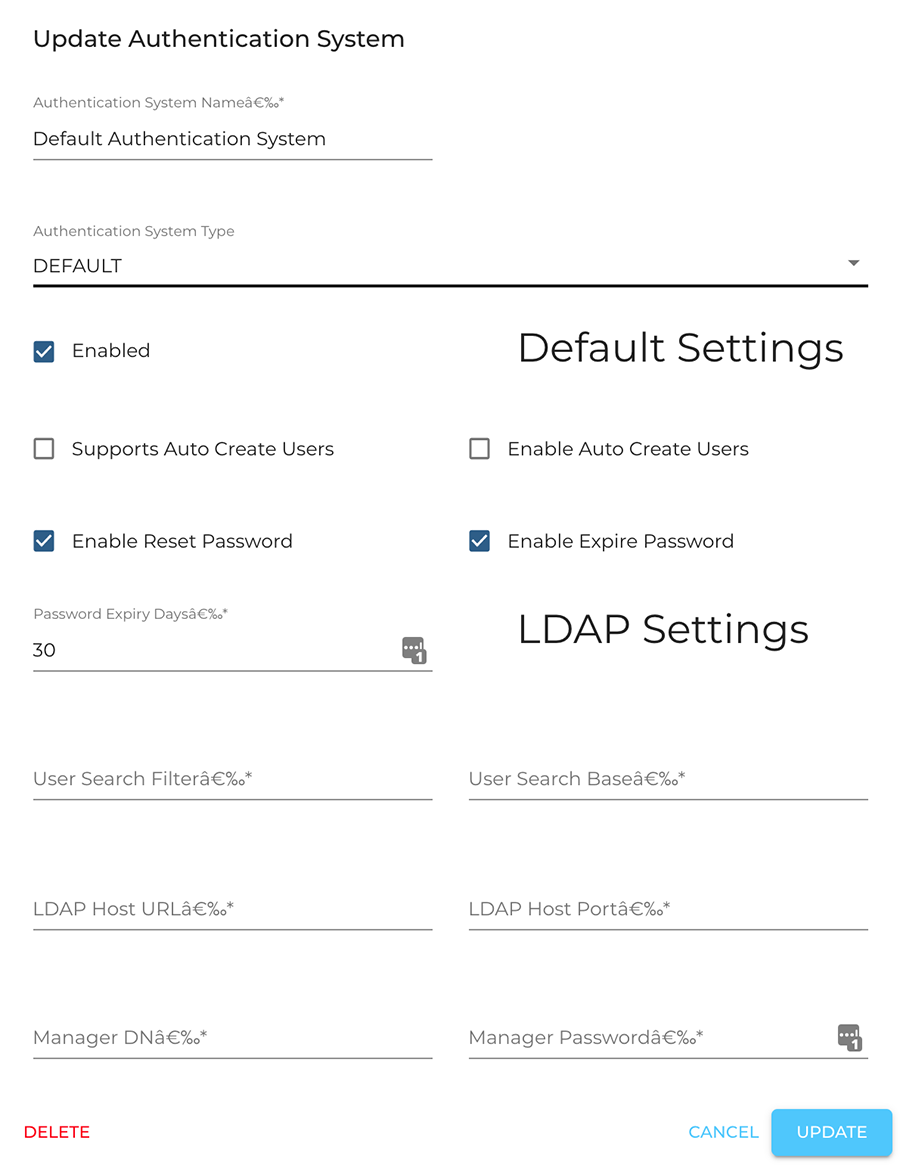 Update Authentication System
Authentication System Nameâ€‰*
Default Authentication System
Authentication System Type
DEFAULT
Enabled
Default Settings
Supports Auto Create Users
Enable Auto Create Users
Enable Reset Password
Enable Expire Password
Password Expiry Daysâ€‰*
30
1
LDAP Settings
User Search Filterâ€‰*
User Search Baseâ€‰*
LDAP Host URLâ€‰*
LDAP Host Portâ€‰*
Manager DNâ€‰*
Manager Passwordâ€‰*
1
DELETE
CANCEL
UPDATE